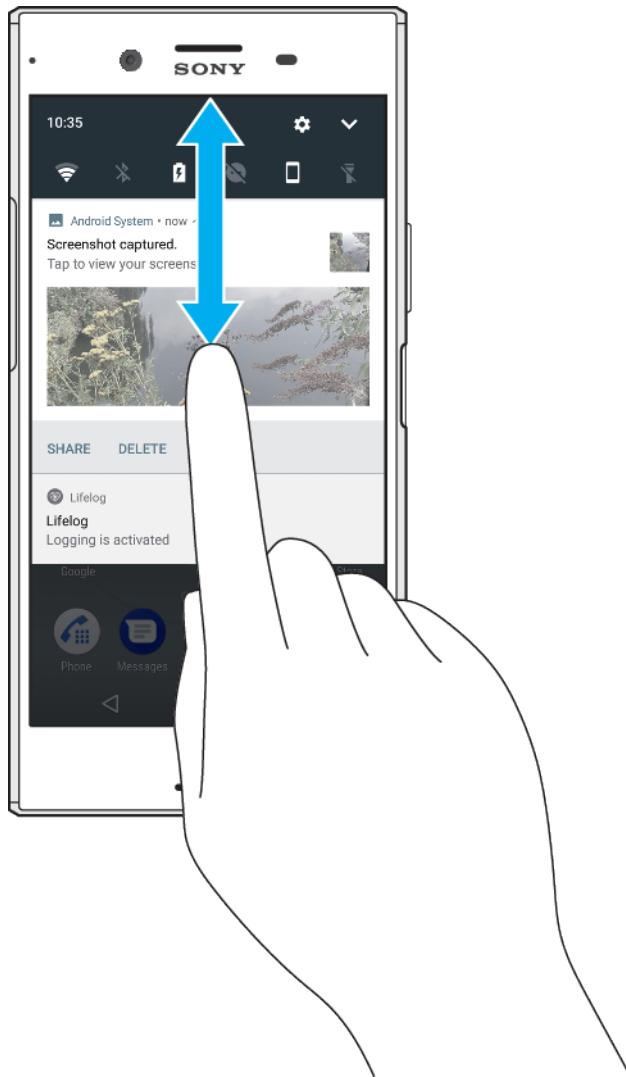 SONY
10:35
Android System • now
Screenshot captured.
Tap to view your
SHARE DELETE
Lifelog
Lifelog
Logging is activated
Google
Phone Messages